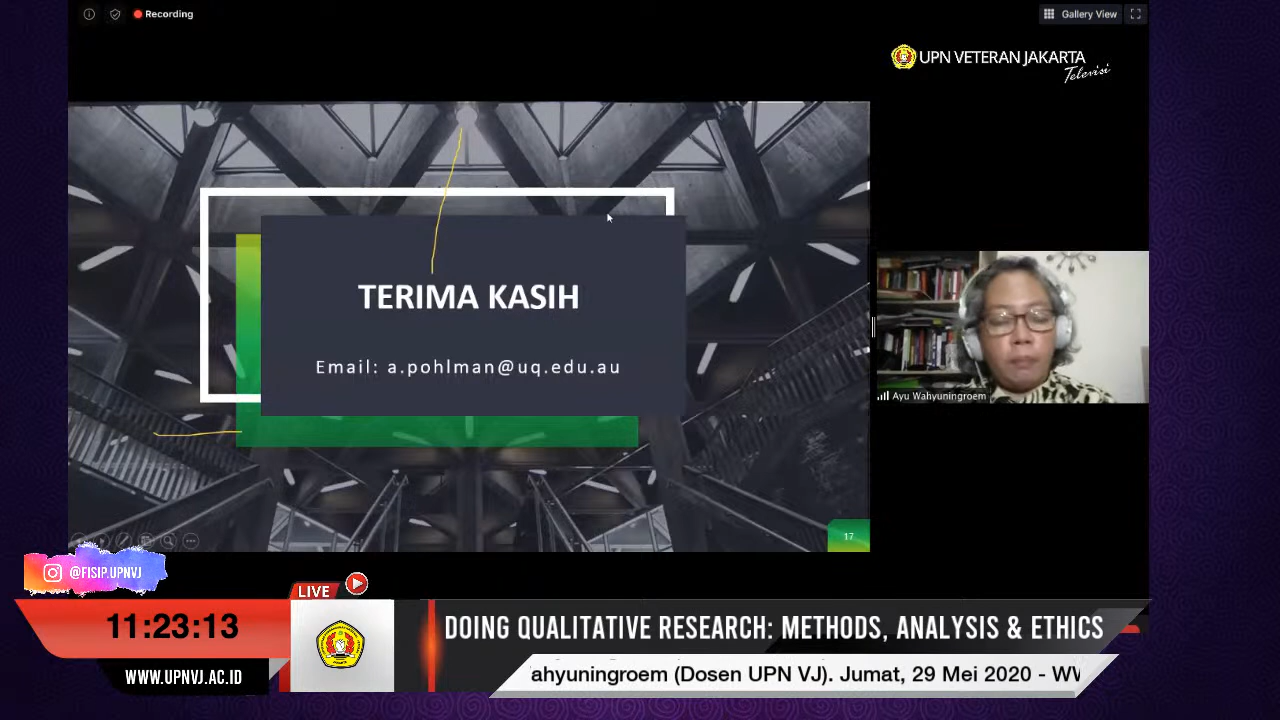 Recording
Gallery View
UPN VETERAN JAKARTA
Televisi
TERIMA KASIH
Email: a.pohlman@uq.edu.au
Ayu Wahyuningroem
17
@FISIP.UPNVJ
LIVE
11:23:13
DOING QUALITATIVE RESEARCH: METHODS, ANALYSIS & ETHICS
WWW.UPNVJ.AC.ID
ahyuningroem (Dosen UPN VJ). Jumat, 29 Mei 2020 - WV